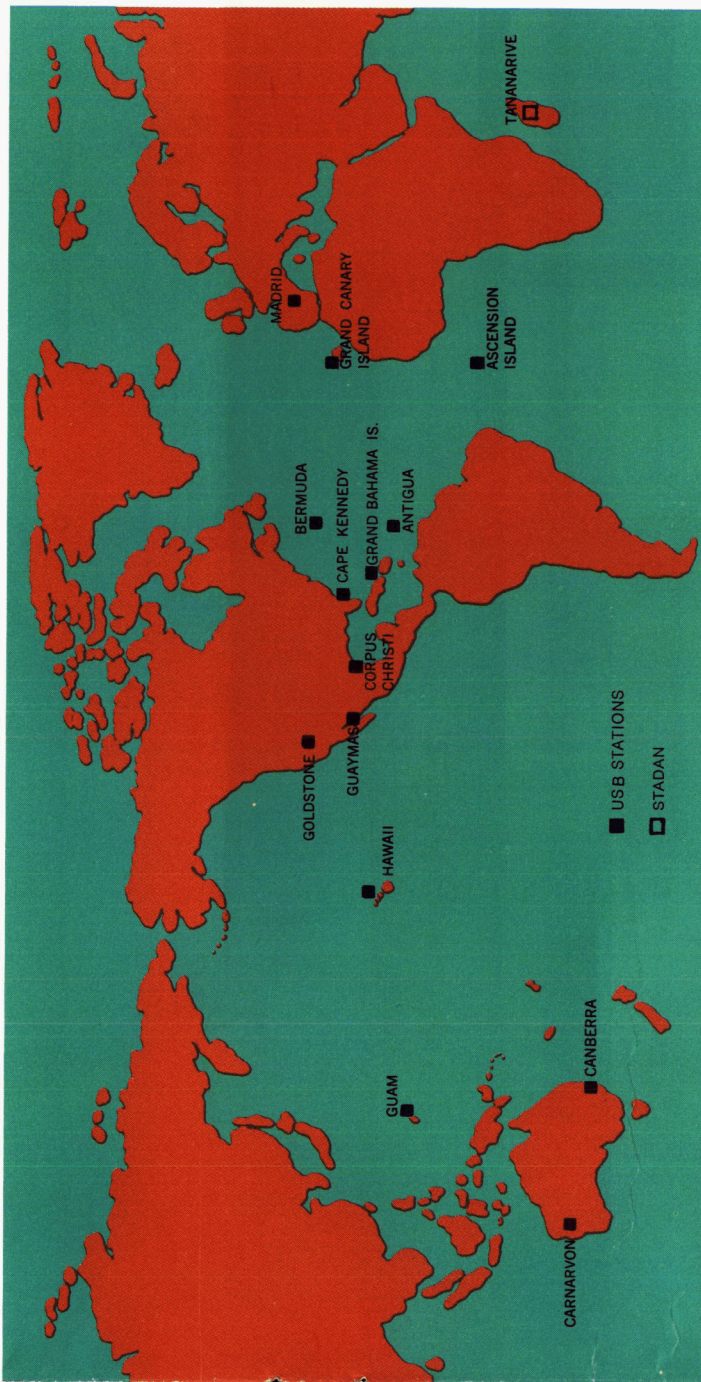 MADRID
GRAND CANARY
ISLAND
TANANARIVE
ASCENSION
ISLAND
BERMUDA
CAPE KENNEDY
GRAND BAHAMA IS.
ANTIGUA
CORPUS
CHRISTI
GOLDSTONE
GUAYMAS
HAWAII
GUAM
CANBERRA
CARNARVON
USB STATIONS
STADAN